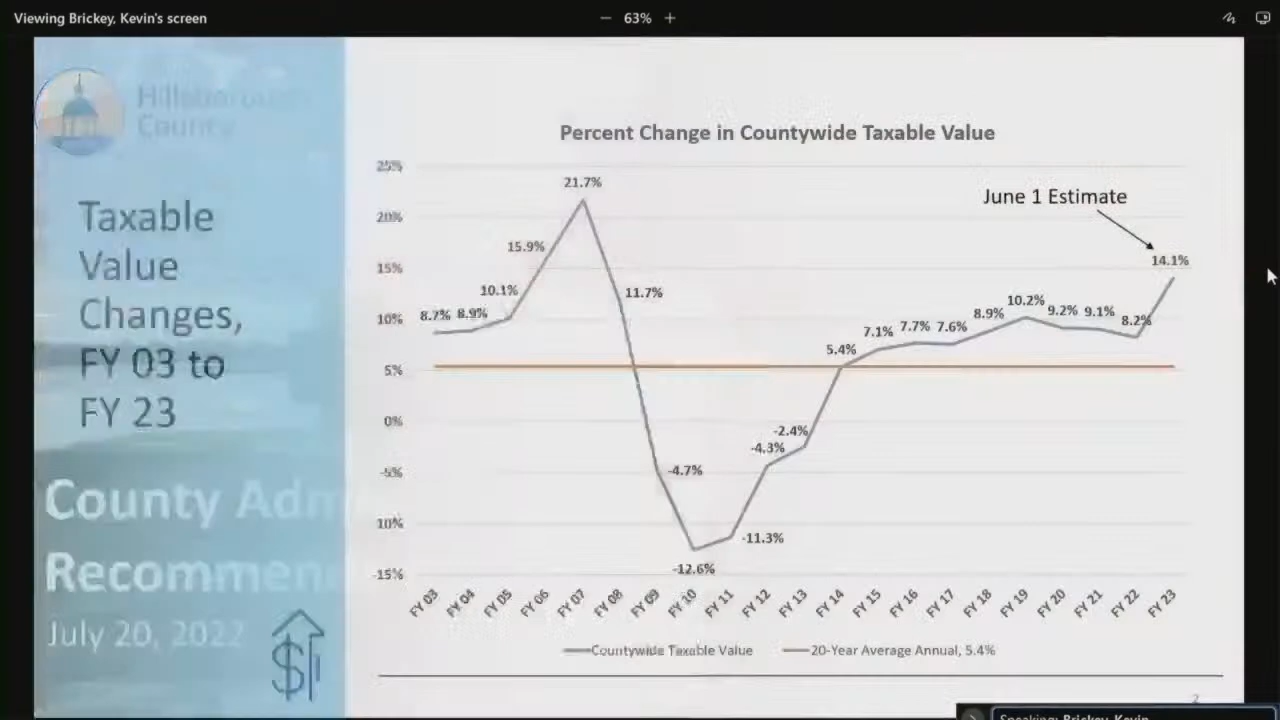 Viewing Brickey, Kevin's screen
63%
Hillsborough
County
Taxable
Value
Changes,
FY 03 to
FY 23
County Adm
Recommen
July 20, 2022
$
Percent Change in Countywide Taxable Value
June 1 Estimate
25%
20%
15%
10%
5%
0%
-5%
10%
-15%
8.7%
8.9%
10.1%
15.9%
21.7%
11.7%
-4.7%
-12.6%
-11.3%
-4.3%
-2.4%
5.4%
7.1%
7.7%
7.6%
8.9%
10.2%
9.2%
9.1%
8.2%
14.1%
FY 03
FY 04
FY 05
FY 06
FY 07
FY 08
FY 09
FY 10
FY 11
FY 12
FY 13
FY 14
FY 15
FY 16
FY 17
FY 18
FY 19
FY 20
FY 21
FY 22
FY 23
Countywide Taxable Value
20-Year Average Annual, 5.4%
2
Speaking: Brickey, Kevin